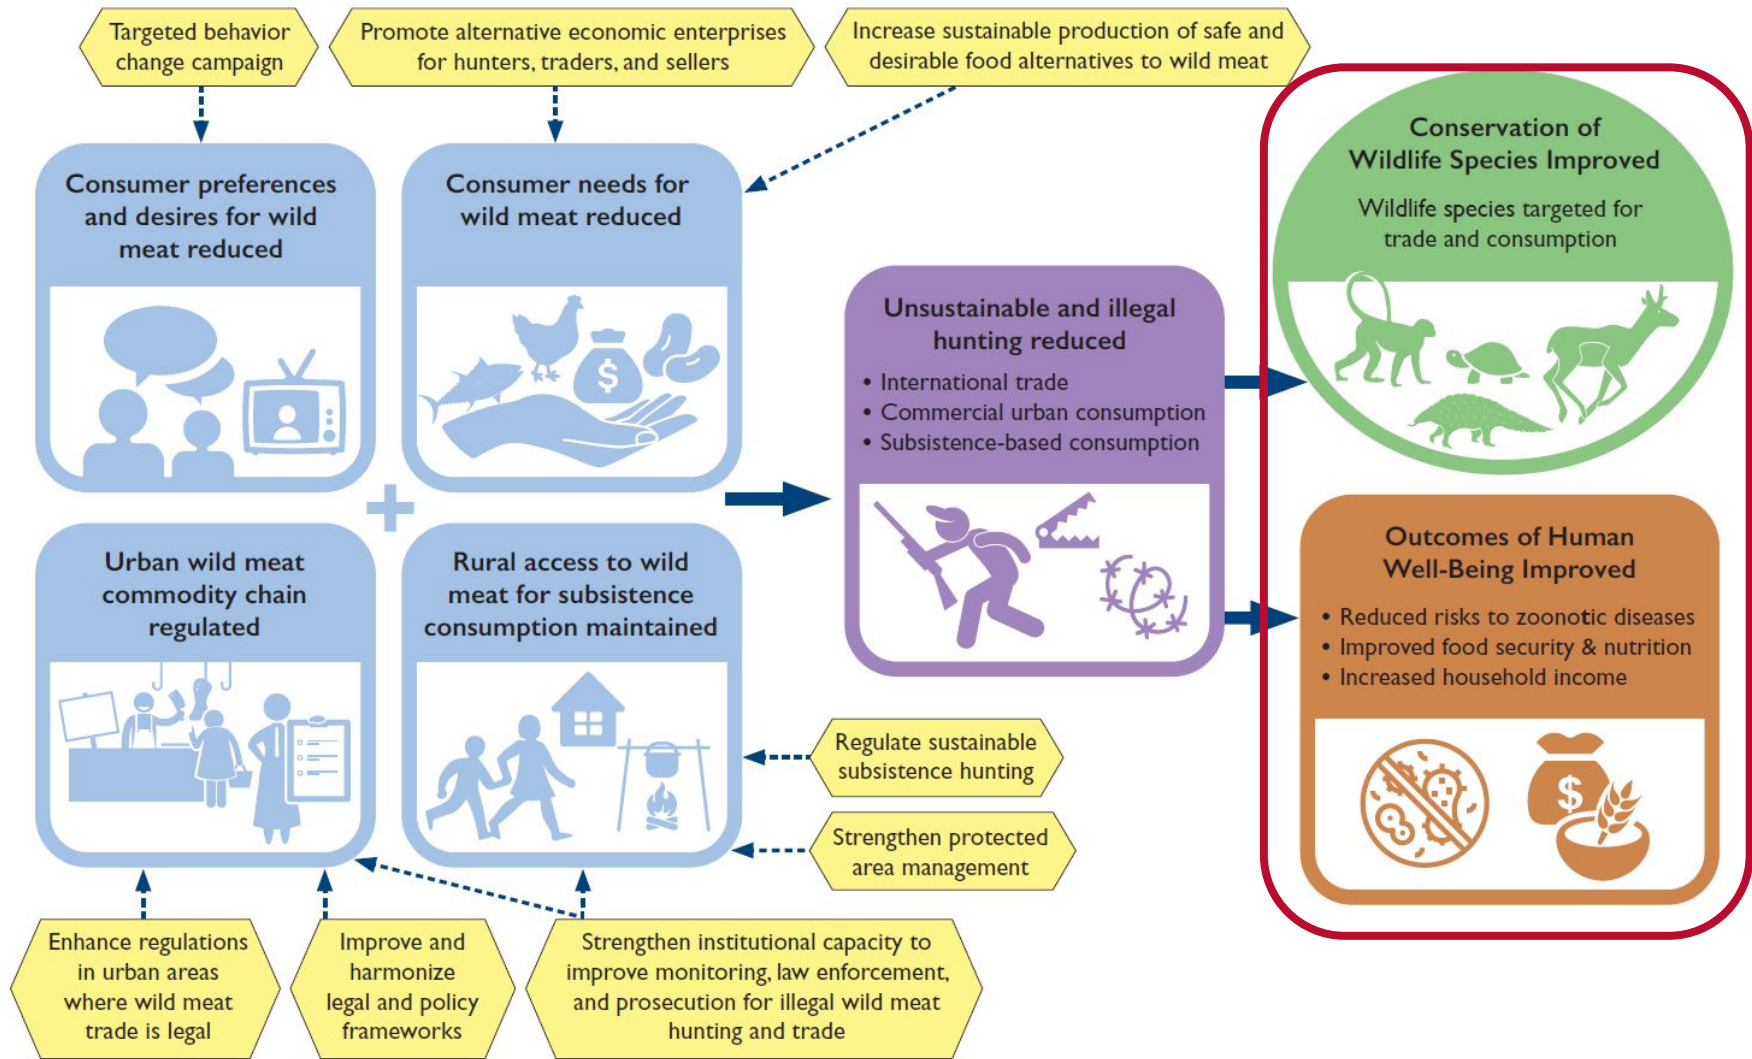 Targeted behavior
change campaign
Promote alternative economic enterprises
for hunters, traders, and sellers
Increase sustainable production of safe and
desirable food alternatives to wild meat
Consumer preferences
and desires for wild
meat reduced
Consumer needs for
wild meat reduced
Urban wild meat
commodity chain
regulated
Rural access to wild
meat for subsistence
consumption maintained
Unsustainable and illegal
hunting reduced
• International trade
• Commercial urban consumption
• Subsistence-based consumption
Conservation of
Wildlife Species Improved
Wildlife species targeted for
trade and consumption
Outcomes of Human
Well-Being Improved
• Reduced risks to zoonotic diseases
• Improved food security & nutrition
• Increased household income
Regulate sustainable
subsistence hunting
Strengthen protected
area management
Enhance regulations
in urban areas
where wild meat
trade is legal
Improve and
harmonize
legal and policy
frameworks
Strengthen institutional capacity to
improve monitoring, law enforcement,
and prosecution for illegal wild meat
hunting and trade